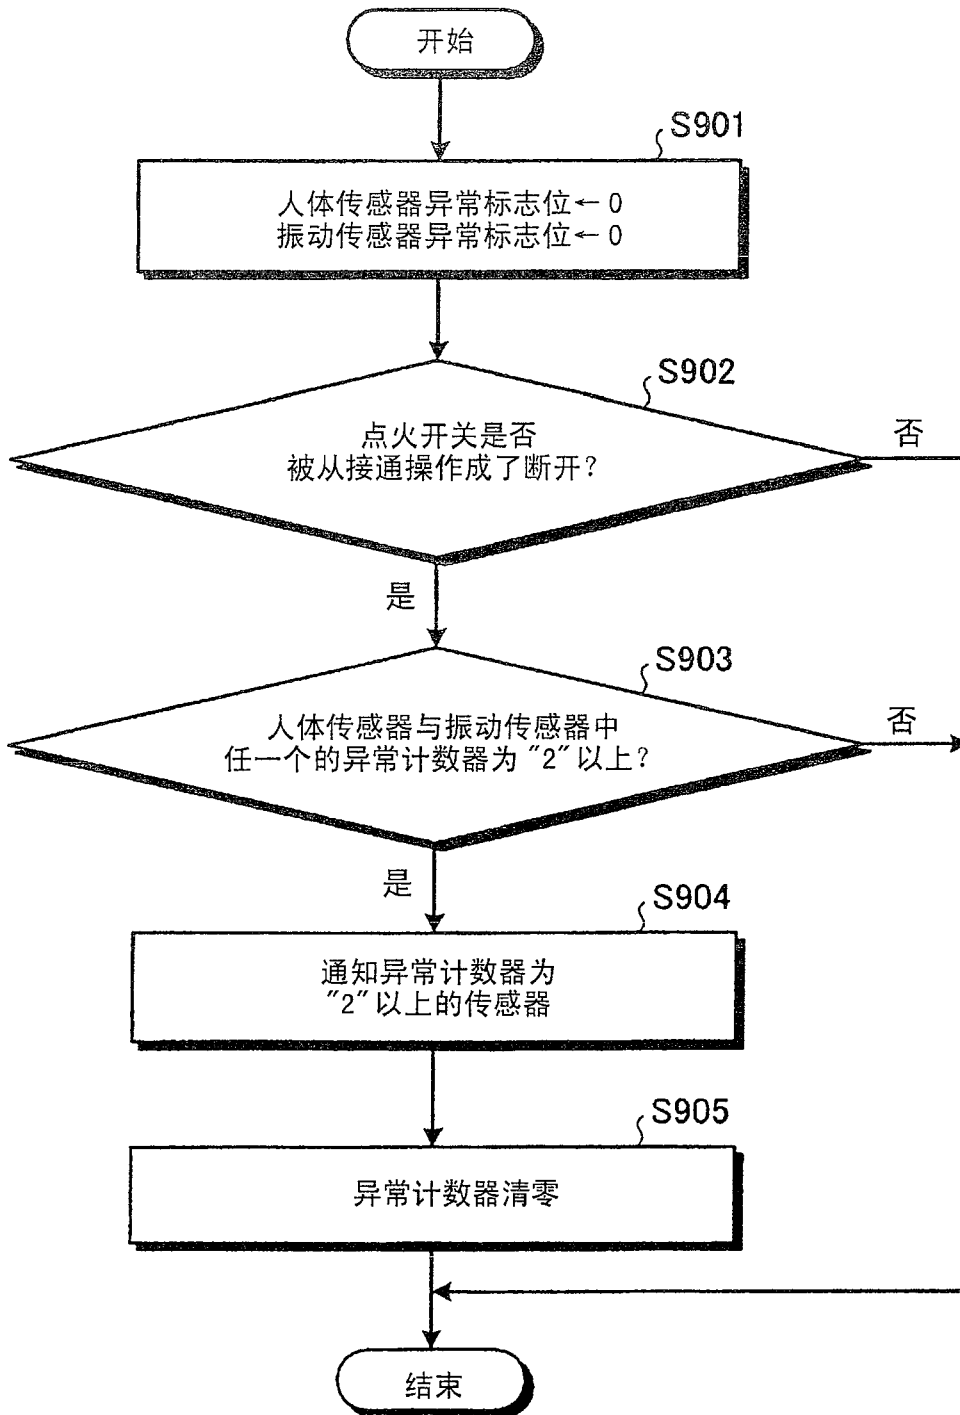 开始
S901
人体传感器异常标志位←0
振动传感器异常标志位←0
S902
点火开关是否
被从接通操作成了断开？
否
是
S903
人体传感器与振动传感器中
任一个的异常计数器为"2"以上？
否
是
S904
通知异常计数器为
"2"以上的传感器
S905
异常计数器清零
结束